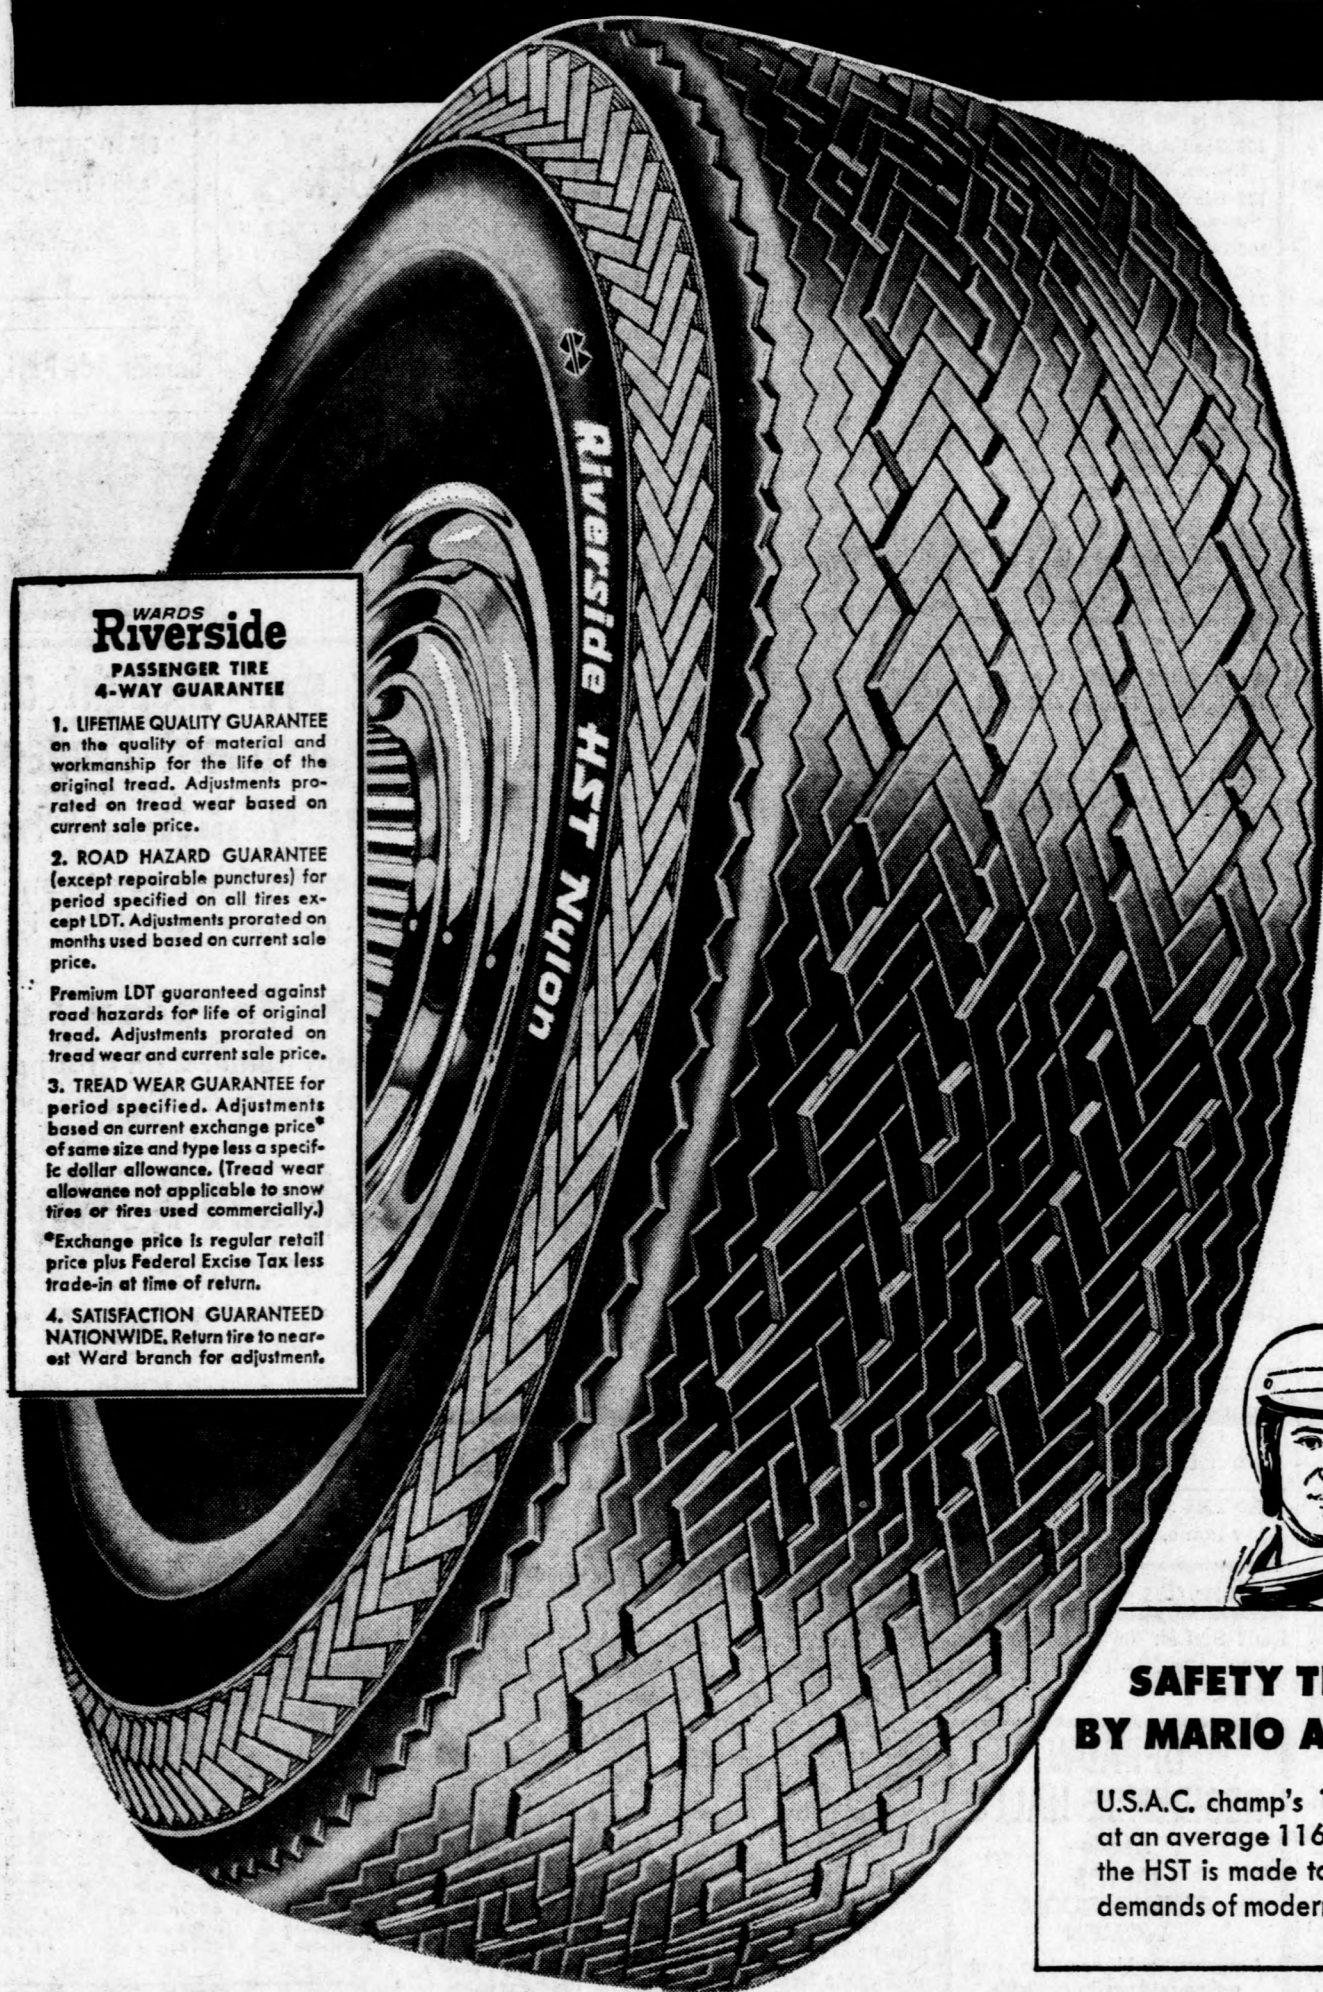 WARDS
Riverside
PASSENGER TIRE
4-WAY GUARANTEE
1. LIFETIME QUALITY GUARANTEE
on the quality of material and
workmanship for the life of the
original tread. Adjustments pro-
rated on tread wear based on
current sale price.
2. ROAD HAZARD GUARANTEE
(except repairable punctures) for
period specified on all tires ex-
cept LDT. Adjustments prorated on
months used based on current sale
price.
Premium LDT guaranteed against
road hazards for life of original
tread. Adjustments prorated on
tread wear and current sale price.
3. TREAD WEAR GUARANTEE for
period specified. Adjustments
based on current exchange price*
of same size and type less a specif-
ic dollar allowance. (Tread wear
allowance not applicable to snow
tires or tires used commercially.)
*Exchange price is regular retail
price plus Federal Excise Tax less
trade-in at time of return.
4. SATISFACTION GUARANTEED
NATIONWIDE. Return tire to near-
est Ward branch for adjustment.
Riverside HST Nylon
SAFETY
BY MARIO A
U.S.A.C. champ's
at an average 116
the HST is made to
demands of moder